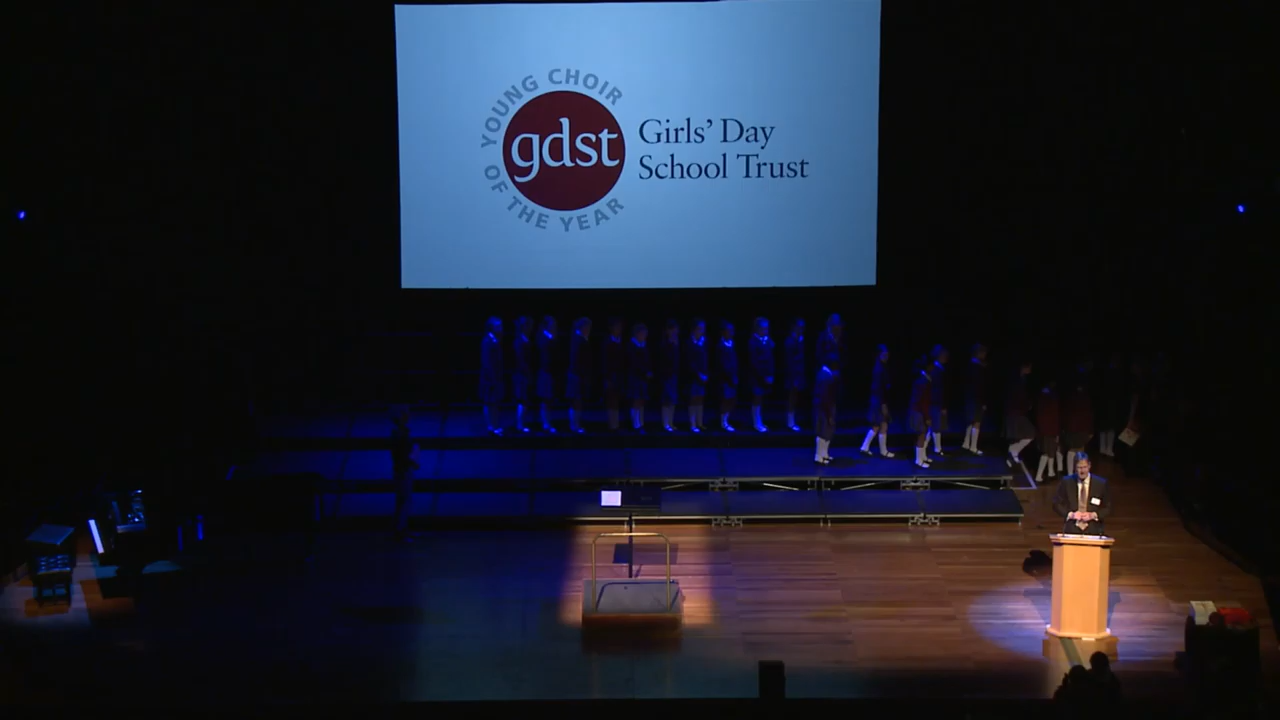 YOUNG CHOIR
OF THE YEAR
gdst
Girls' Day
School Trust